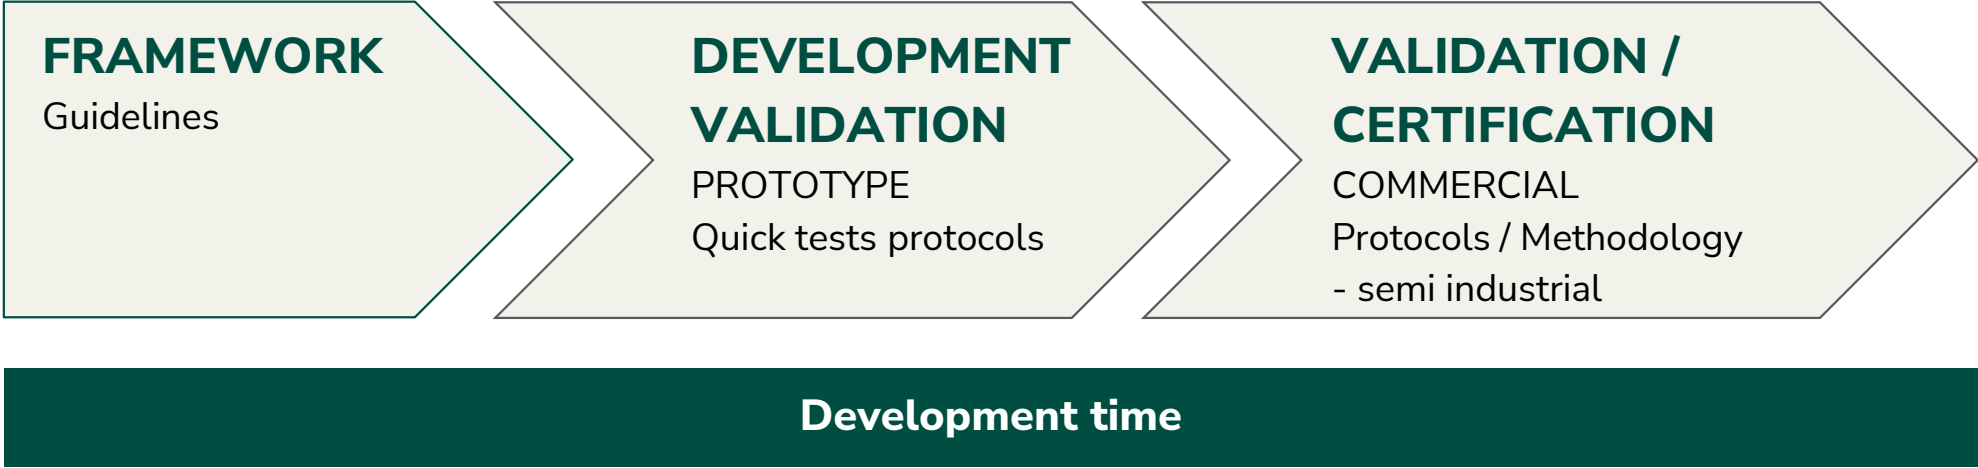 FRAMEWORK
Guidelines
DEVELOPMENT
VALIDATION
PROTOTYPE
Quick tests protocols
VALIDATION /
CERTIFICATION
COMMERCIAL
Protocols / Methodology
- semi industrial
Development time